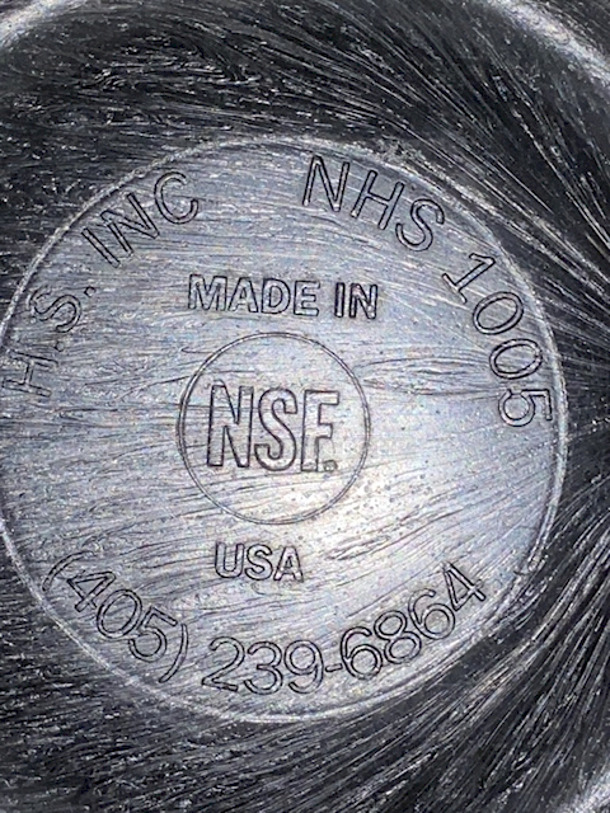 H.S. INC NHS 1005
MADE IN
NSF.
USA
(405) 239-6864